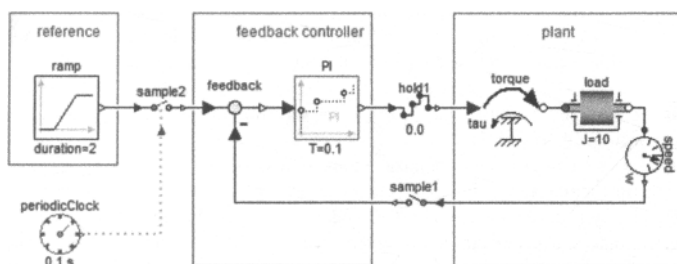 reference
feedback controller
plant
ramp
sample2
feedback
PI
hold1
torque
load
PI
0.0
tau
duration=2
T=0.1
J=10
speed
w
sample1
periodicClock
0.1 s